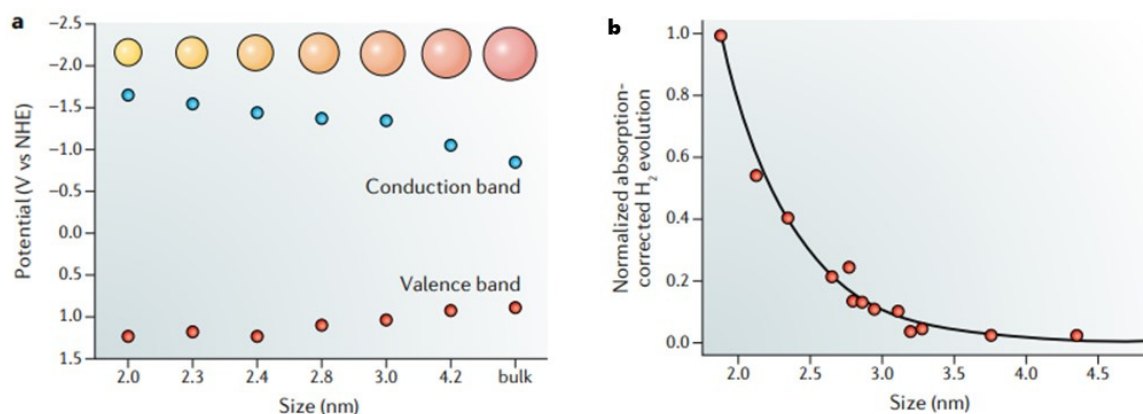 a
Potential (V vs NHE)
−2.5
−2.0
−1.5
−1.0
−0.5
0.0
0.5
1.0
1.5
Conduction band
Valence band
2.0 2.3 2.4 2.8 3.0 4.2 bulk
Size (nm)
b
Normalized absorption-
corrected H₂ evolution
1.0
0.8
0.6
0.4
0.2
0.0
2.0 2.5 3.0 3.5 4.0 4.5
Size (nm)